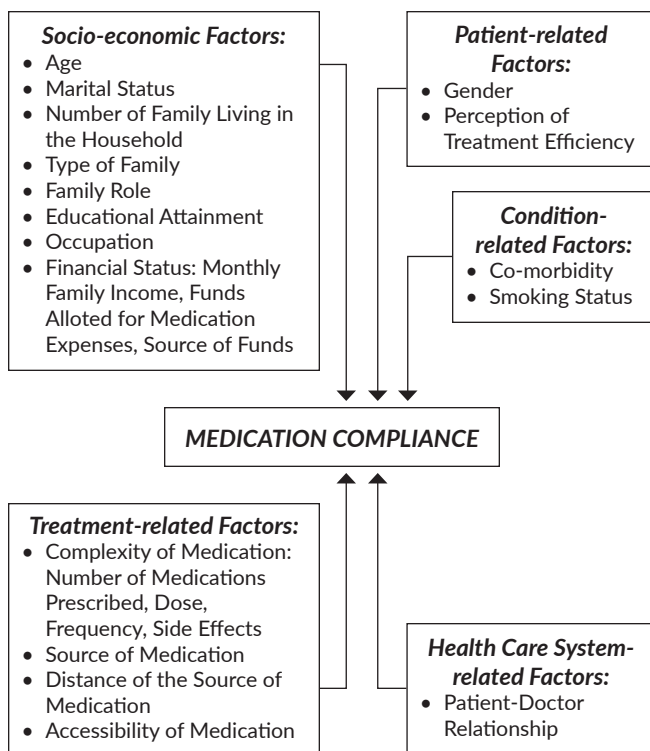 Socio-economic Factors:
• Age
• Marital Status
• Number of Family Living in
the Household
• Type of Family
• Family Role
• Educational Attainment
• Occupation
• Financial Status: Monthly
Family Income, Funds
Alloted for Medication
Expenses, Source of Funds
Patient-related
Factors:
• Gender
• Perception of
Treatment Efficiency
Condition-
related Factors:
• Co-morbidity
• Smoking Status
MEDICATION COMPLIANCE
Treatment-related Factors:
• Complexity of Medication:
Number of Medications
Prescribed, Dose,
Frequency, Side Effects
• Source of Medication
• Distance of the Source of
Medication
• Accessibility of Medication
Health Care System-
related Factors:
• Patient-Doctor
Relationship